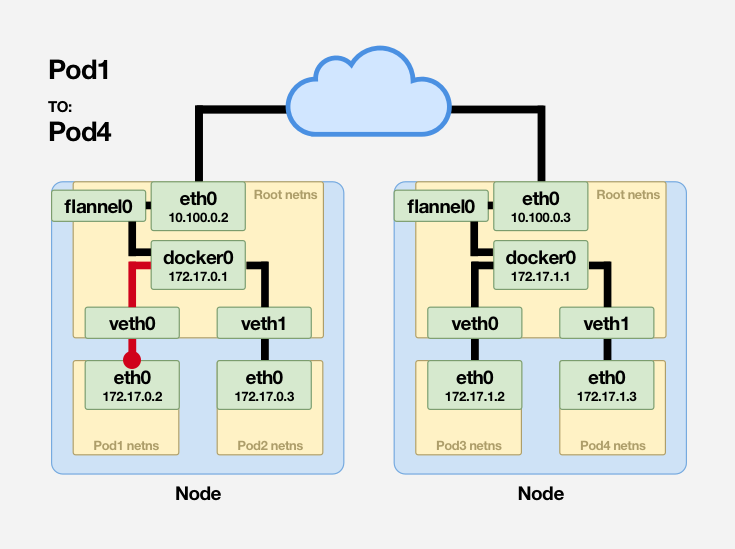 Pod1
TO:
Pod4
flannel0
eth0
10.100.0.2
Root netns
docker0
172.17.0.1
veth0
veth1
eth0
172.17.0.2
eth0
172.17.0.3
Pod1 netns
Pod2 netns
Node
flannel0
eth0
10.100.0.3
Root netns
docker0
172.17.1.1
veth0
veth1
eth0
172.17.1.2
eth0
172.17.1.3
Pod3 netns
Pod4 netns
Node